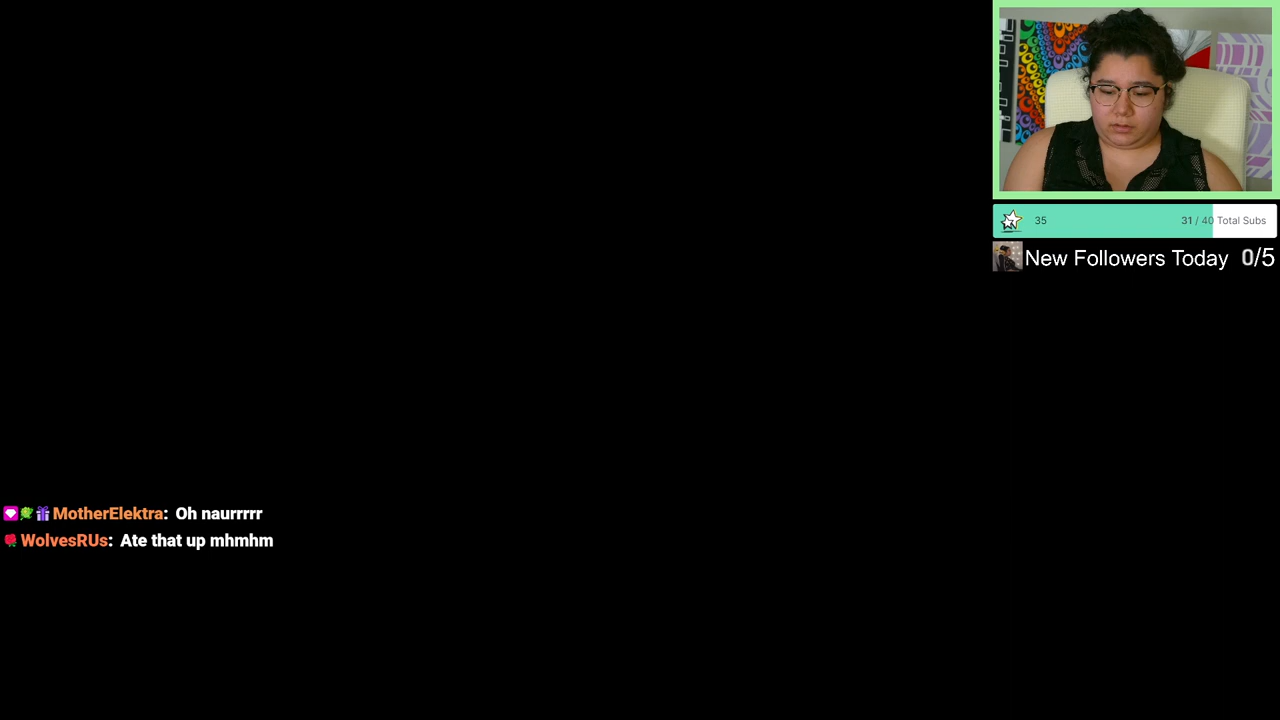 35 31 / 40 Total Subs
New Followers Today 0/5
MotherElektra: Oh naurrrrr
WolvesRUs: Ate that up mhmhm